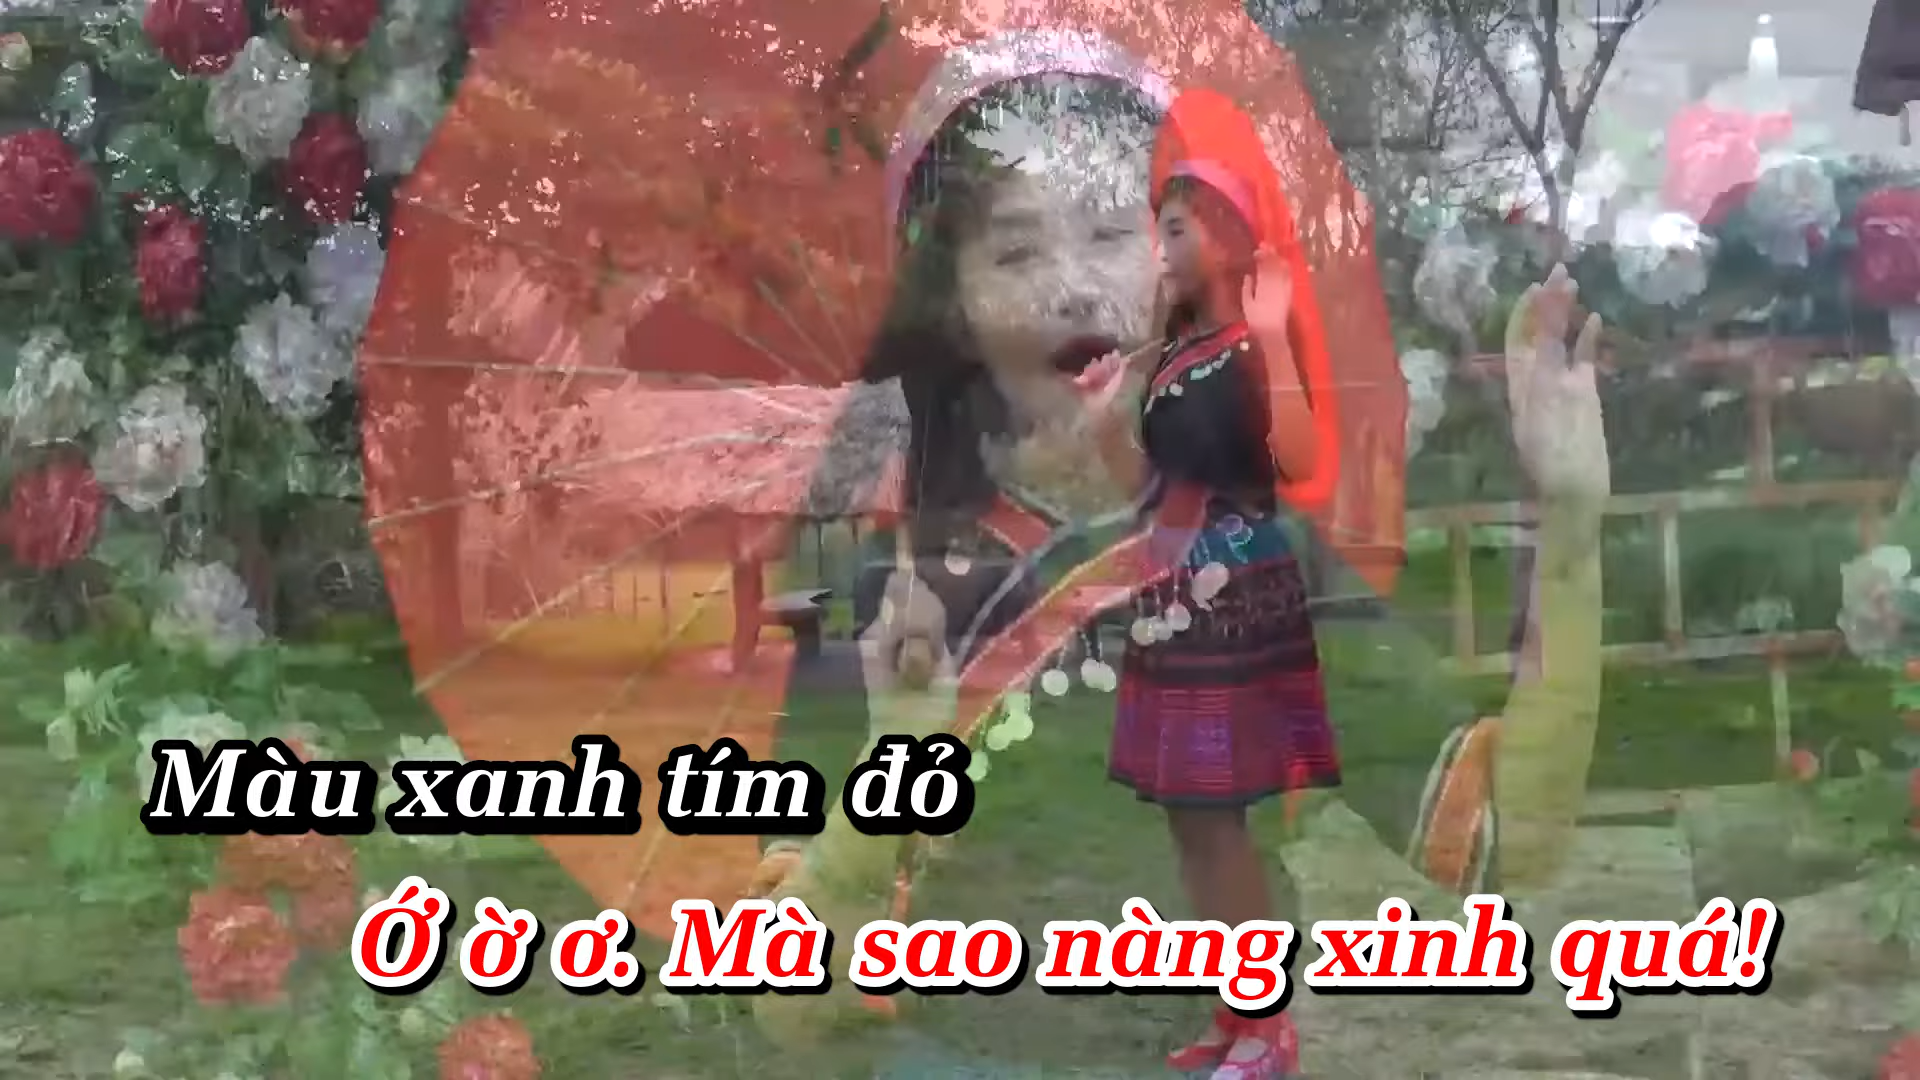 Màu xanh tím đỏ
Ớ ờ ơ. Mà sao nàng xinh quá!